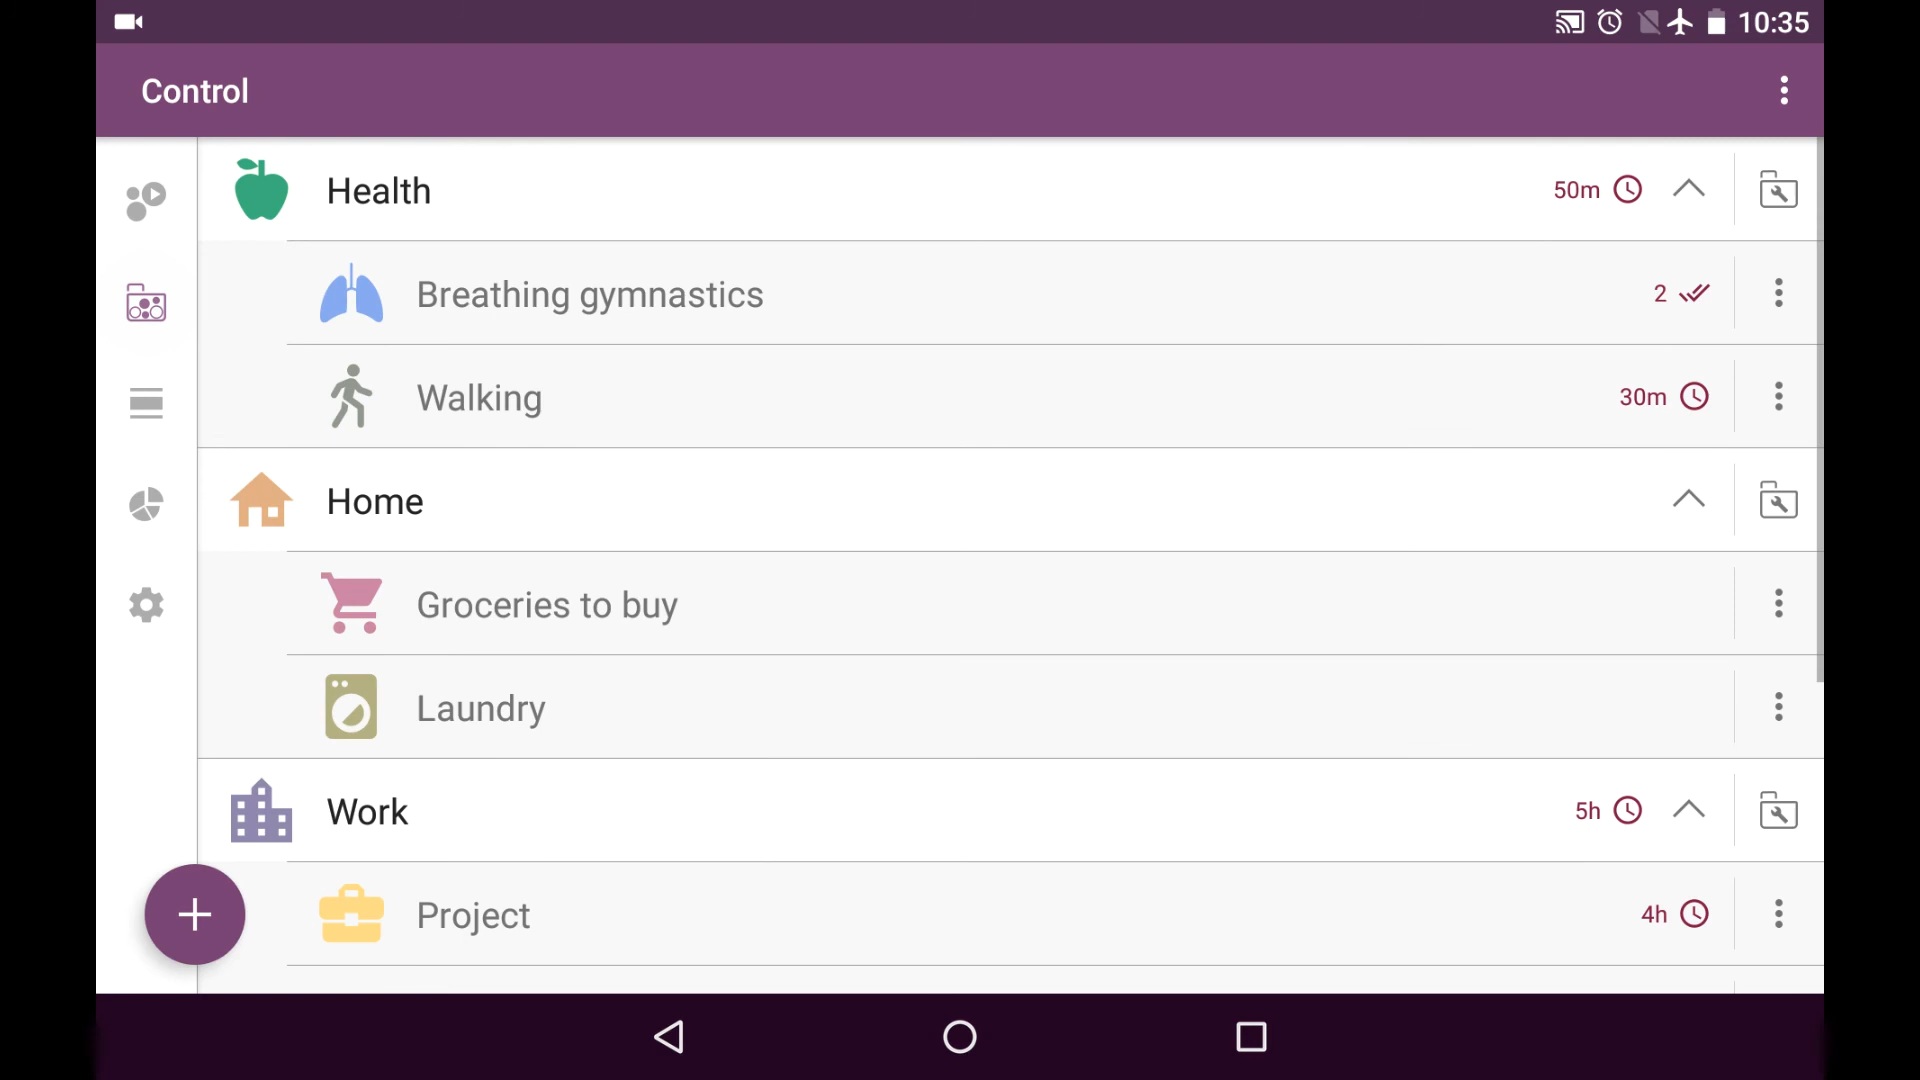 10:35
Control
Health 50m
Breathing gymnastics 2
Walking 30m
Home
Groceries to buy
Laundry
Work 5h
Project 4h